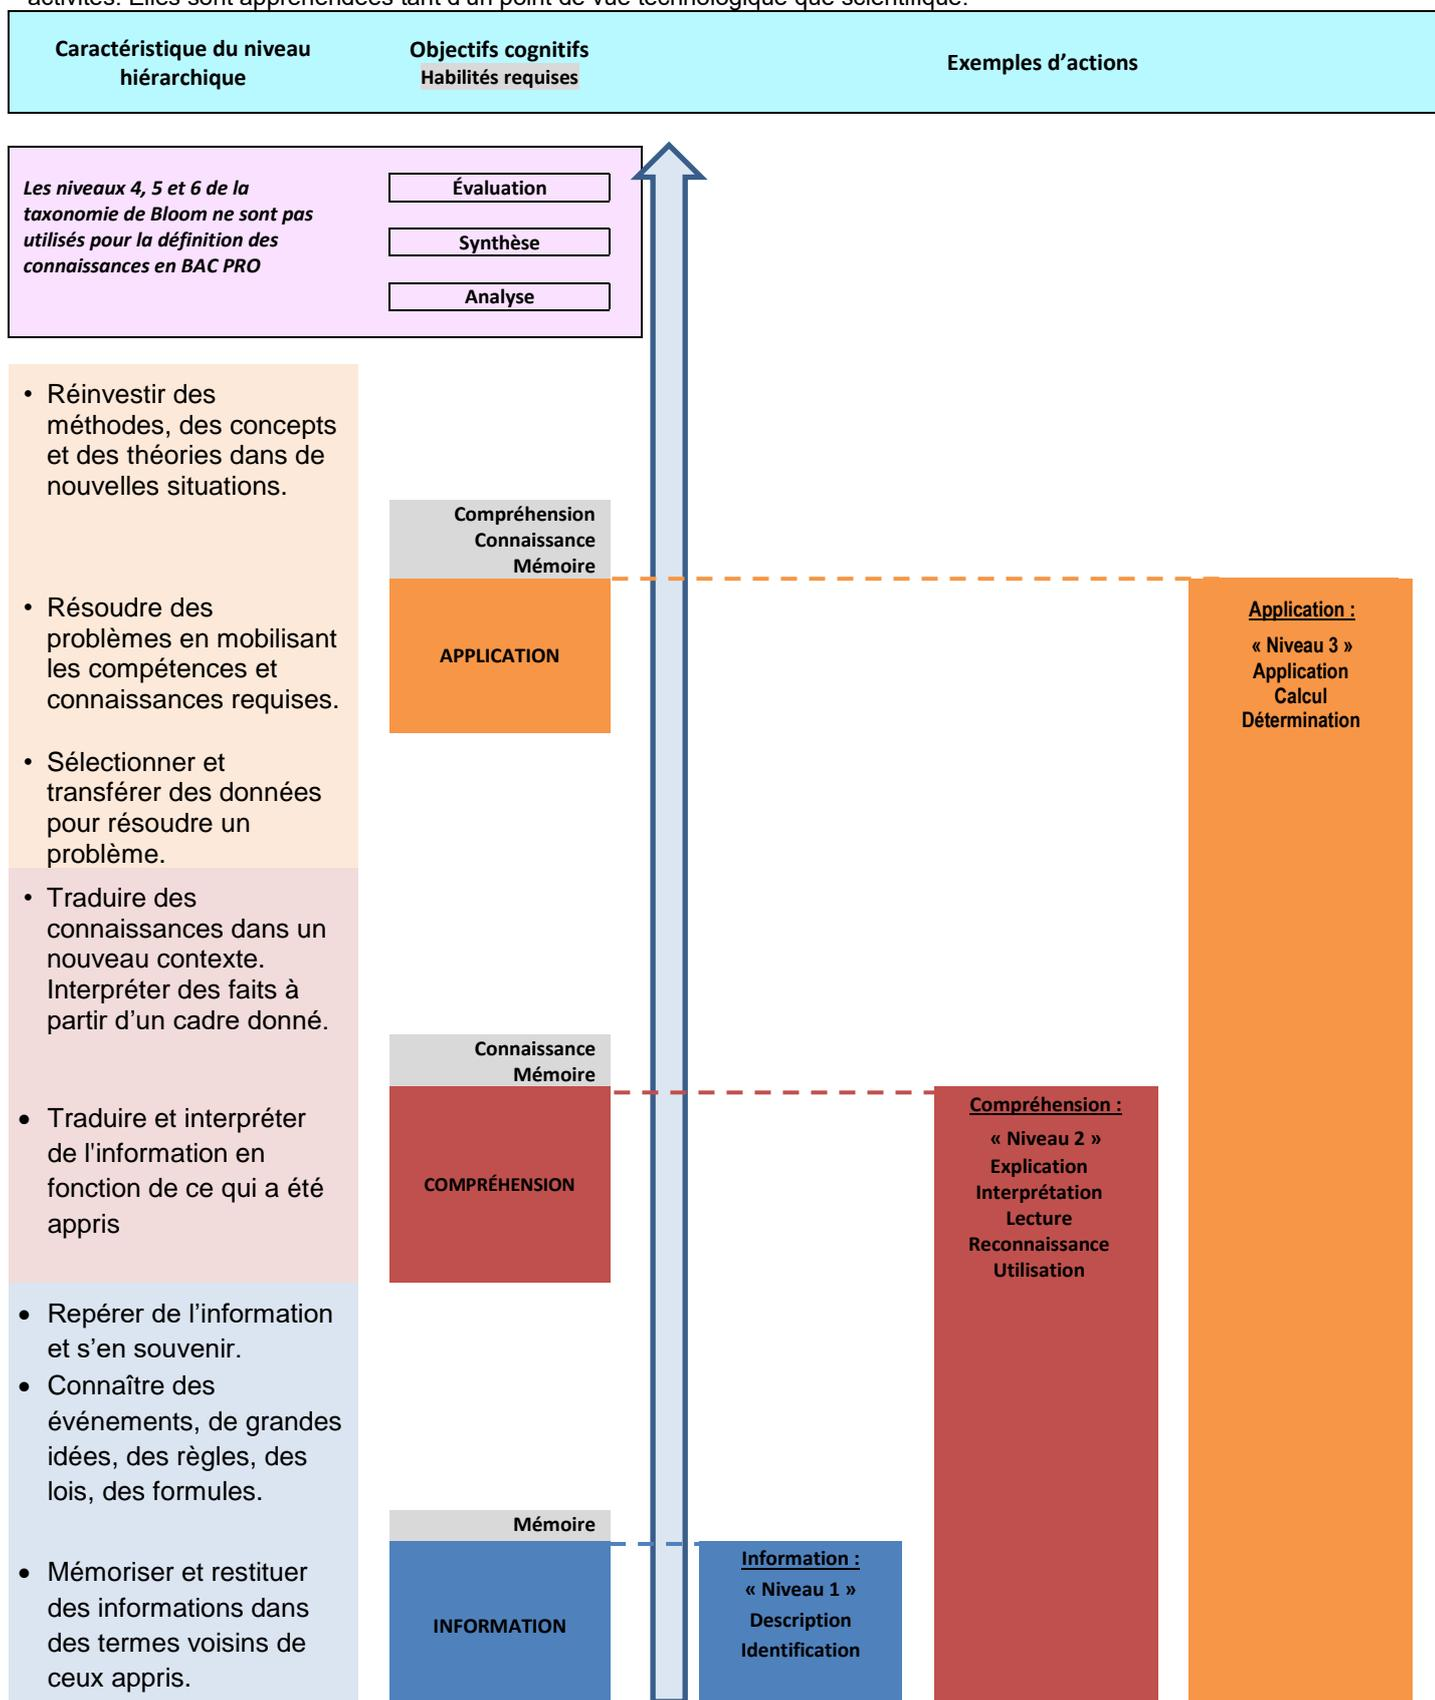 activités. Elles sont appréhendées tant d'un point de vue technologique que scientifique.
Caractéristique du niveau
hiérarchique
Objectifs cognitifs
Habilités requises
Exemples d’actions
Les niveaux 4, 5 et 6 de la
taxonomie de Bloom ne sont pas
utilisés pour la définition des
connaissances en BAC PRO
Évaluation
Synthèse
Analyse
• Réinvestir des
méthodes, des concepts
et des théories dans de
nouvelles situations.
Compréhension
Connaissance
Mémoire
• Résoudre des
problèmes en mobilisant
les compétences et
connaissances requises.
APPLICATION
Application :
« Niveau 3 »
Application
Calcul
Détermination
• Sélectionner et
transférer des données
pour résoudre un
problème.
• Traduire des
connaissances dans un
nouveau contexte.
Interpréter des faits à
partir d’un cadre donné.
Connaissance
Mémoire
• Traduire et interpréter
de l'information en
fonction de ce qui a été
appris
COMPRÉHENSION
Compréhension :
« Niveau 2 »
Explication
Interprétation
Lecture
Reconnaissance
Utilisation
• Repérer de l’information
et s’en souvenir.
• Connaître des
événements, de grandes
idées, des règles, des
lois, des formules.
Mémoire
• Mémoriser et restituer
des informations dans
des termes voisins de
ceux appris.
INFORMATION
Information :
« Niveau 1 »
Description
Identification